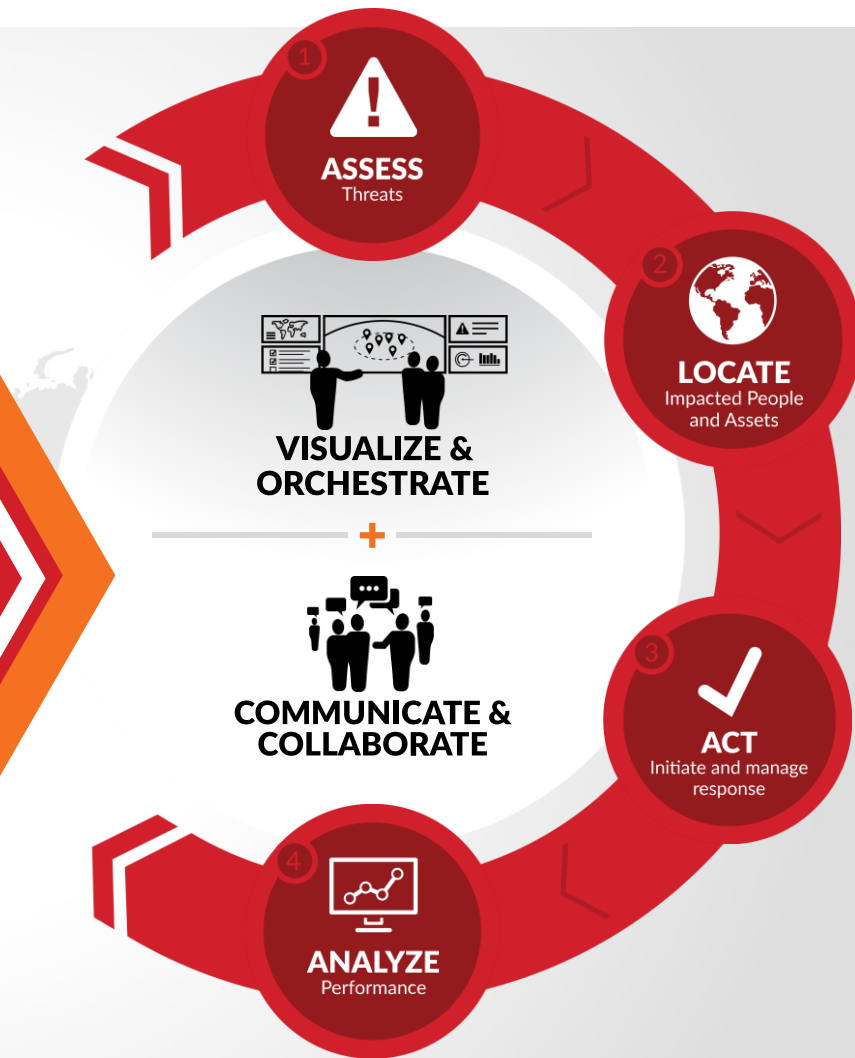 1
ASSESS
Threats
2
LOCATE
Impacted People
and Assets
VISUALIZE &
ORCHESTRATE
+
COMMUNICATE &
COLLABORATE
3
ACT
Initiate and manage
response
4
ANALYZE
Performance